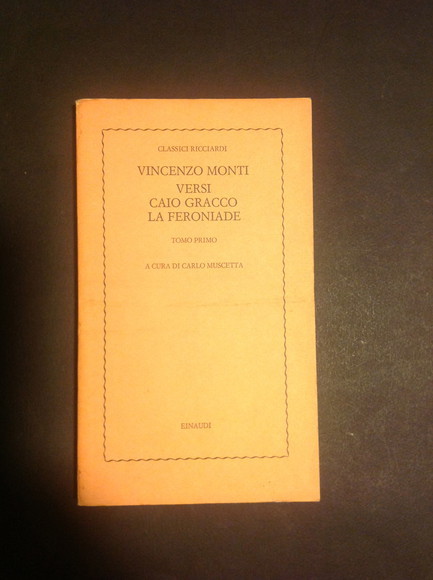 CLASSICI RICCIARDI
VINCENZO MONTI
VERSI
CAIO GRACCO
LA FERONIADE
TOMO PRIMO
A CURA DI CARLO MUSCETTA
EINAUDI